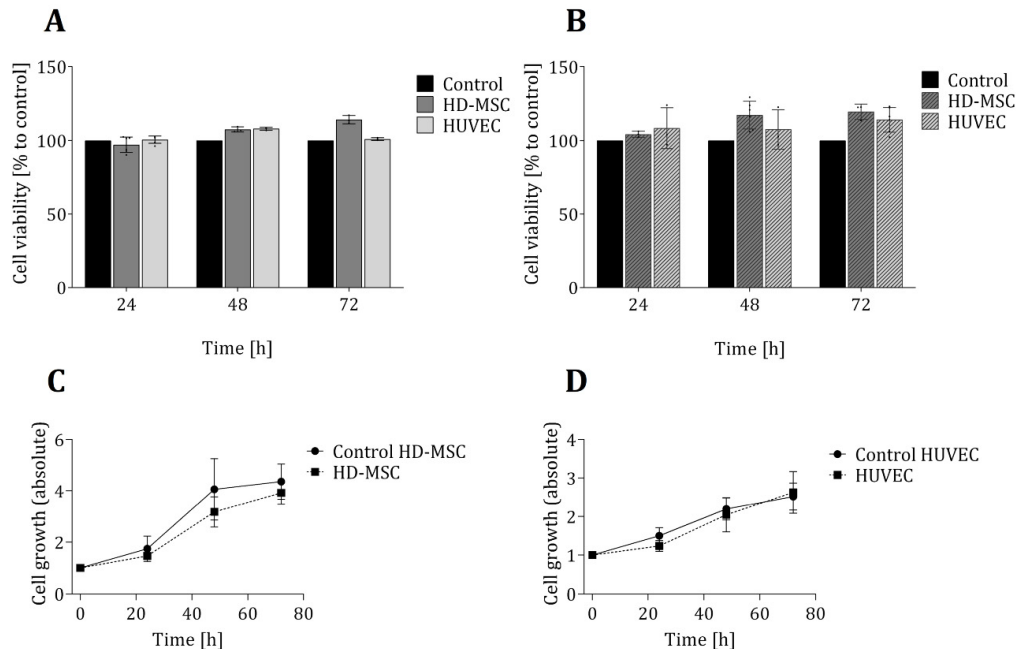 A
Cell viability [% to control]
150
100
50
0
24
48
72
Time [h]
Control
HD-MSC
HUVEC
B
Cell viability [% to control]
150
100
50
0
24
48
72
Time [h]
Control
HD-MSC
HUVEC
C
Cell growth (absolute)
6
4
2
0
0
20
40
60
80
Time [h]
Control HD-MSC
HD-MSC
D
Cell growth (absolute)
4
3
2
1
0
0
20
40
60
80
Time [h]
Control HUVEC
HUVEC